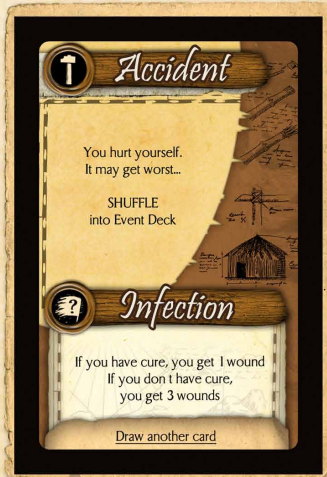 Accident
You hurt yourself.
It may get worst...
SHUFFLE
into Event Deck
?
Infection
If you have cure, you get 1 wound
If you don t have cure,
you get 3 wounds
Draw another card